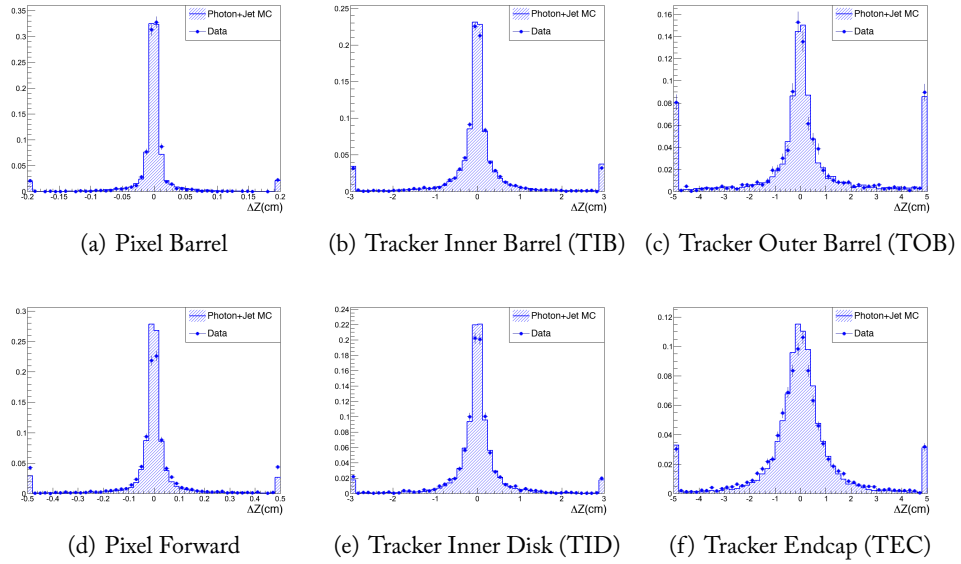 0.35
0.3
0.25
0.2
0.15
0.1
0.05
0
-0.2 -0.15 -0.1 -0.05 0 0.05 0.1 0.15 0.2
ΔZ(cm)
Photon+Jet MC
Data
(a) Pixel Barrel
0.25
0.2
0.15
0.1
0.05
0
-3 -2 -1 0 1 2 3
ΔZ(cm)
Photon+Jet MC
Data
(b) Tracker Inner Barrel (TIB)
0.16
0.14
0.12
0.1
0.08
0.06
0.04
0.02
0
-5 -4 -3 -2 -1 0 1 2 3 4 5
ΔZ(cm)
Photon+Jet MC
Data
(c) Tracker Outer Barrel (TOB)
0.3
0.25
0.2
0.15
0.1
0.05
0
-0.5 -0.4 -0.3 -0.2 -0.1 0 0.1 0.2 0.3 0.4 0.5
ΔZ(cm)
Photon+Jet MC
Data
(d) Pixel Forward
0.24
0.22
0.2
0.18
0.16
0.14
0.12
0.1
0.08
0.06
0.04
0.02
0
-3 -2 -1 0 1 2 3
ΔZ(cm)
Photon+Jet MC
Data
(e) Tracker Inner Disk (TID)
0.12
0.1
0.08
0.06
0.04
0.02
0
-5 -4 -3 -2 -1 0 1 2 3 4 5
ΔZ(cm)
Photon+Jet MC
Data
(f) Tracker Endcap (TEC)